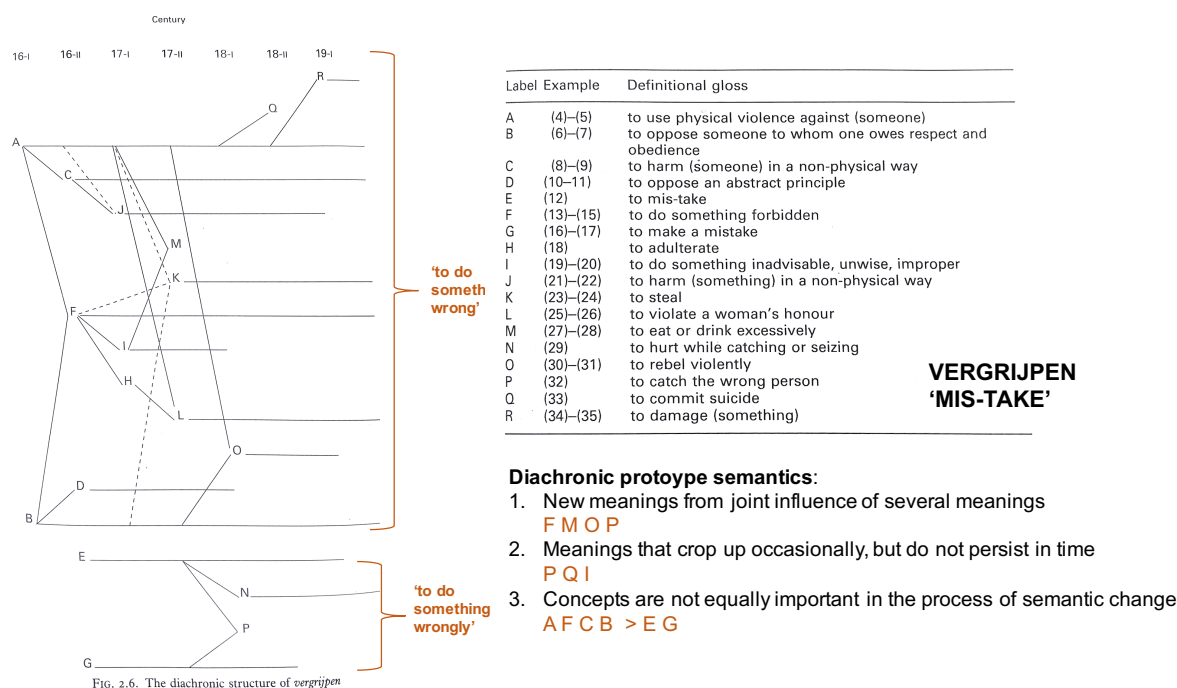 Century
16-I 16-II 17-I 17-II 18-I 18-II 19-I
R
Q
A
C
J
M
K
F
I
H
L
O
D
B
'to do
someth
wrong'
E
N
P
G
'to do
something
wrongly'
FIG. 2.6. The diachronic structure of vergrijpen
Label Example Definitional gloss
A (4)–(5) to use physical violence against (someone)
B (6)–(7) to oppose someone to whom one owes respect and
obedience
C (8)–(9) to harm (someone) in a non-physical way
D (10–11) to oppose an abstract principle
E (12) to mis-take
F (13)–(15) to do something forbidden
G (16)–(17) to make a mistake
H (18) to adulterate
I (19)–(20) to do something inadvisable, unwise, improper
J (21)–(22) to harm (something) in a non-physical way
K (23)–(24) to steal
L (25)–(26) to violate a woman's honour
M (27)–(28) to eat or drink excessively
N (29) to hurt while catching or seizing
O (30)–(31) to rebel violently
P (32) to catch the wrong person
Q (33) to commit suicide
R (34)–(35) to damage (something)
VERGRIJPEN
'MIS-TAKE'
Diachronic protoype semantics:
1. New meanings from joint influence of several meanings
F M O P
2. Meanings that crop up occasionally, but do not persist in time
P Q I
3. Concepts are not equally important in the process of semantic change
A F C B > E G